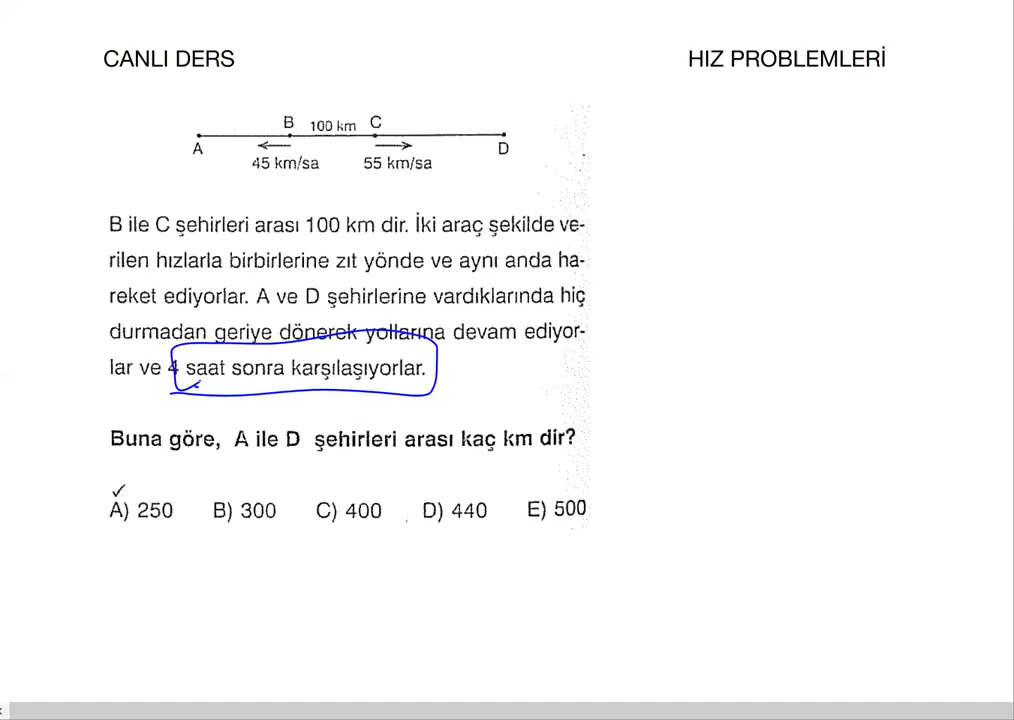 CANLI DERS
HIZ PROBLEMLERİ
B 100 km C
A D
45 km/sa 55 km/sa
B ile C şehirleri arası 100 km dir. İki araç şekilde ve-
rilen hızlarla birbirlerine zıt yönde ve aynı anda ha-
reket ediyorlar. A ve D şehirlerine vardıklarında hiç
durmadan geriye dönerek yollarına devam ediyor-
lar ve 4 saat sonra karşılaşıyorlar.
Buna göre, A ile D şehirleri arası kaç km dir?
A) 250 B) 300 C) 400 D) 440 E) 500